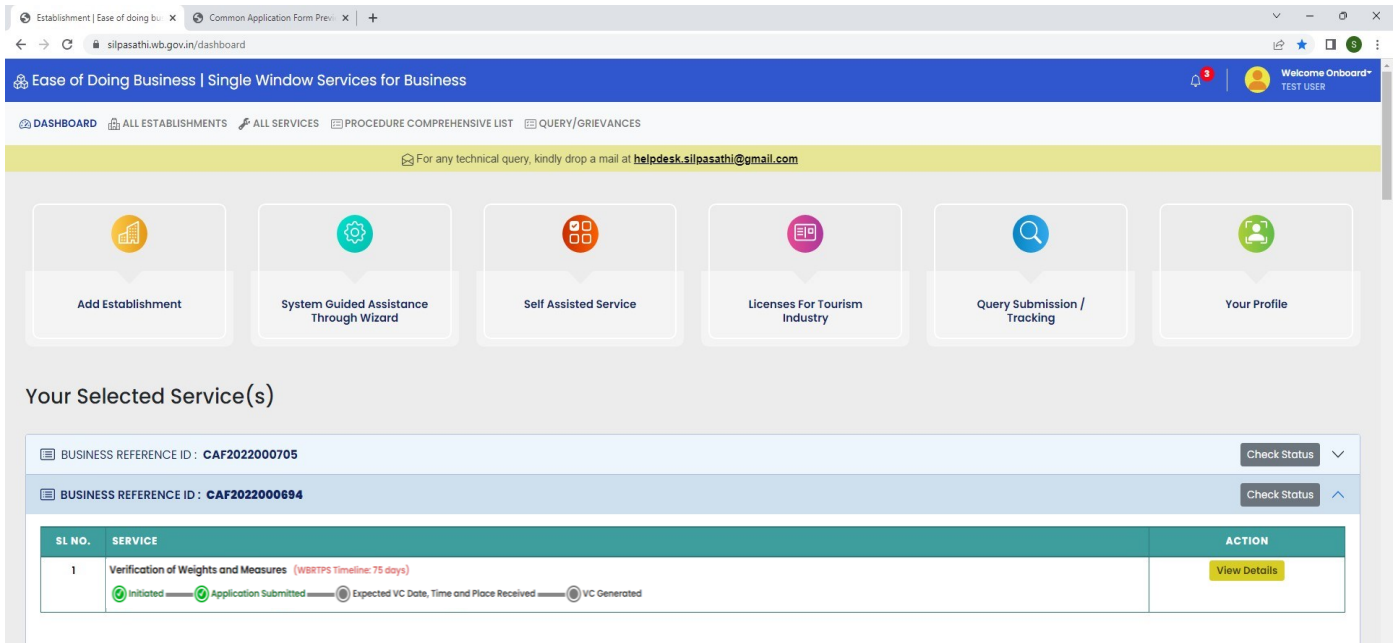 Establishment | Ease of doing bu
Common Application Form Previ
silpasathi.wb.gov.in/dashboard
S
Ease of Doing Business | Single Window Services for Business
3
Welcome Onboard
TEST USER
DASHBOARD ALL ESTABLISHMENTS ALL SERVICES PROCEDURE COMPREHENSIVE LIST QUERY/GRIEVANCES
For any technical query, kindly drop a mail at helpdesk.silpasathi@gmail.com
Add Establishment
System Guided Assistance
Through Wizard
Self Assisted Service
Licenses For Tourism
Industry
Query Submission /
Tracking
Your Profile
Your Selected Service(s)
BUSINESS REFERENCE ID : CAF2022000705 Check Status
BUSINESS REFERENCE ID : CAF2022000694 Check Status
SL NO. SERVICE ACTION
1 Verification of Weights and Measures (WBRTPS Timeline: 75 days) View Details
Initiated Application Submitted Expected VC Date, Time and Place Received VC Generated